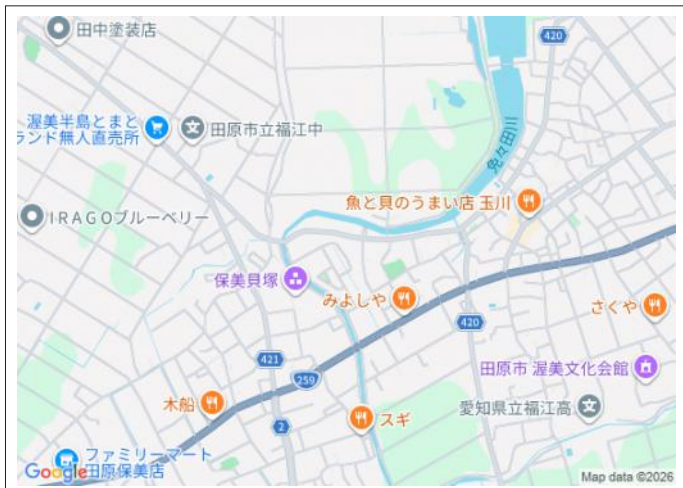 田中塗装店
420
渥美半島とまと
ランド無人直売所
田原市立福江中
免々田川
魚と貝のうまい店 玉川
IRAGOブルーベリー
保美貝塚
みよしや
さくや
420
421
259
田原市 渥美文化会館
木船
スギ
愛知県立福江高
2
ファミリーマート
田原保美店
Google
Map data ©2026